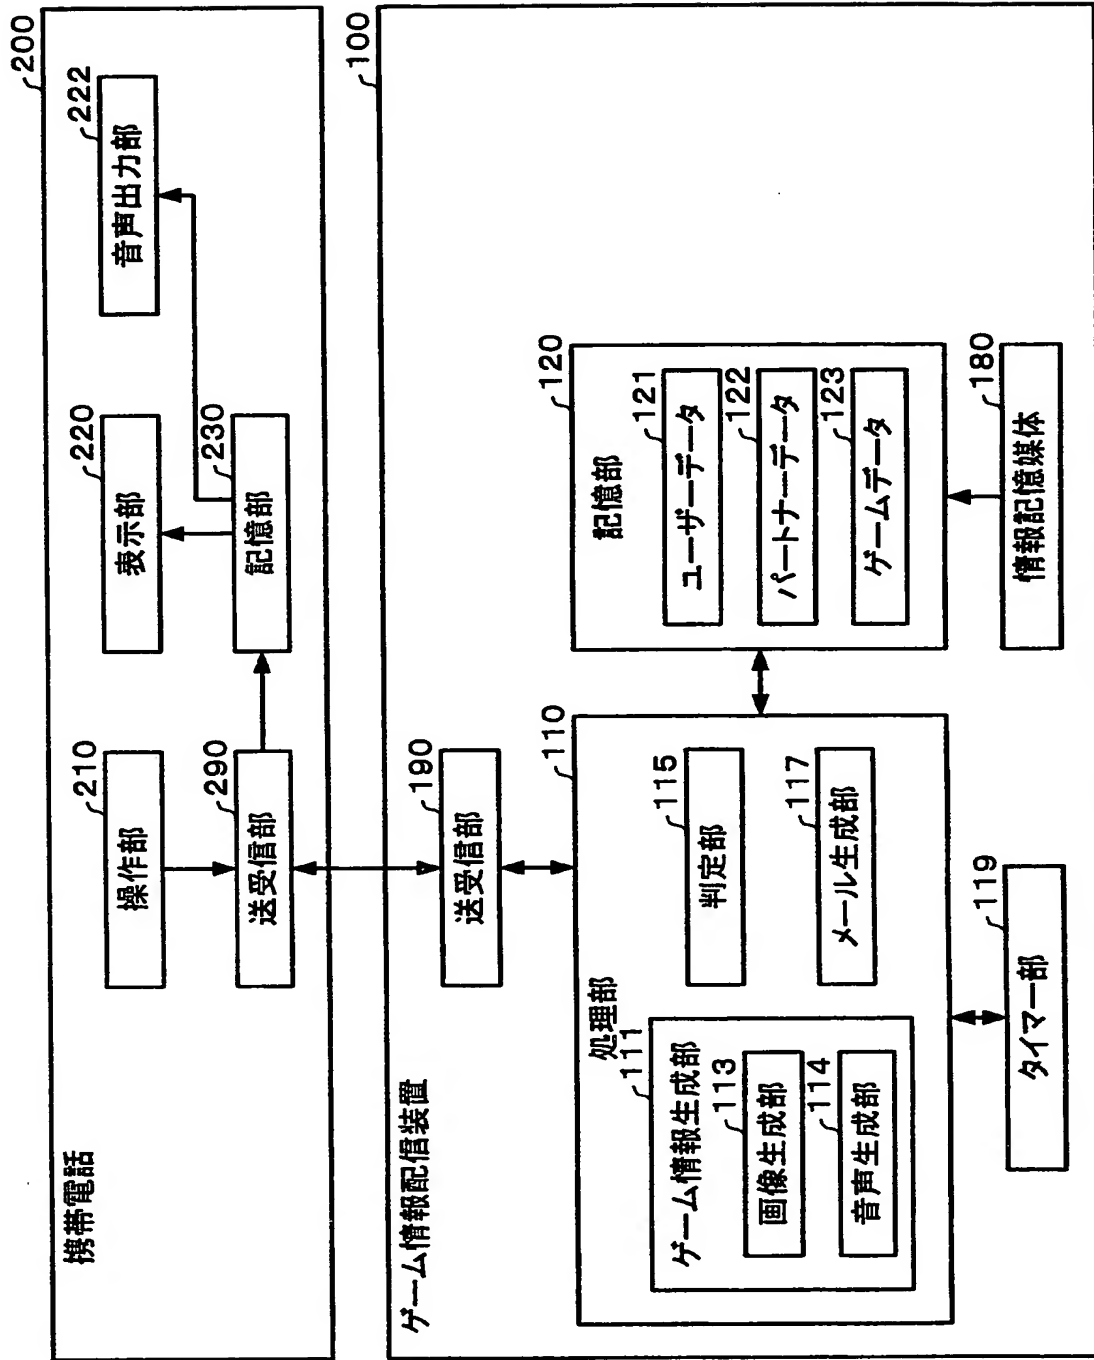 携帯電話
200
操作部
210
送受信部
290
表示部
220
記憶部
230
音声出力部
222
ゲーム情報配信装置
100
送受信部
190
処理部
110
ゲーム情報生成部
111
画像生成部
113
音声生成部
114
判定部
115
メール生成部
117
タイマー部
119
記憶部
120
ユーザーデータ
121
パートナーデータ
122
ゲームデータ
123
情報記憶媒体
180